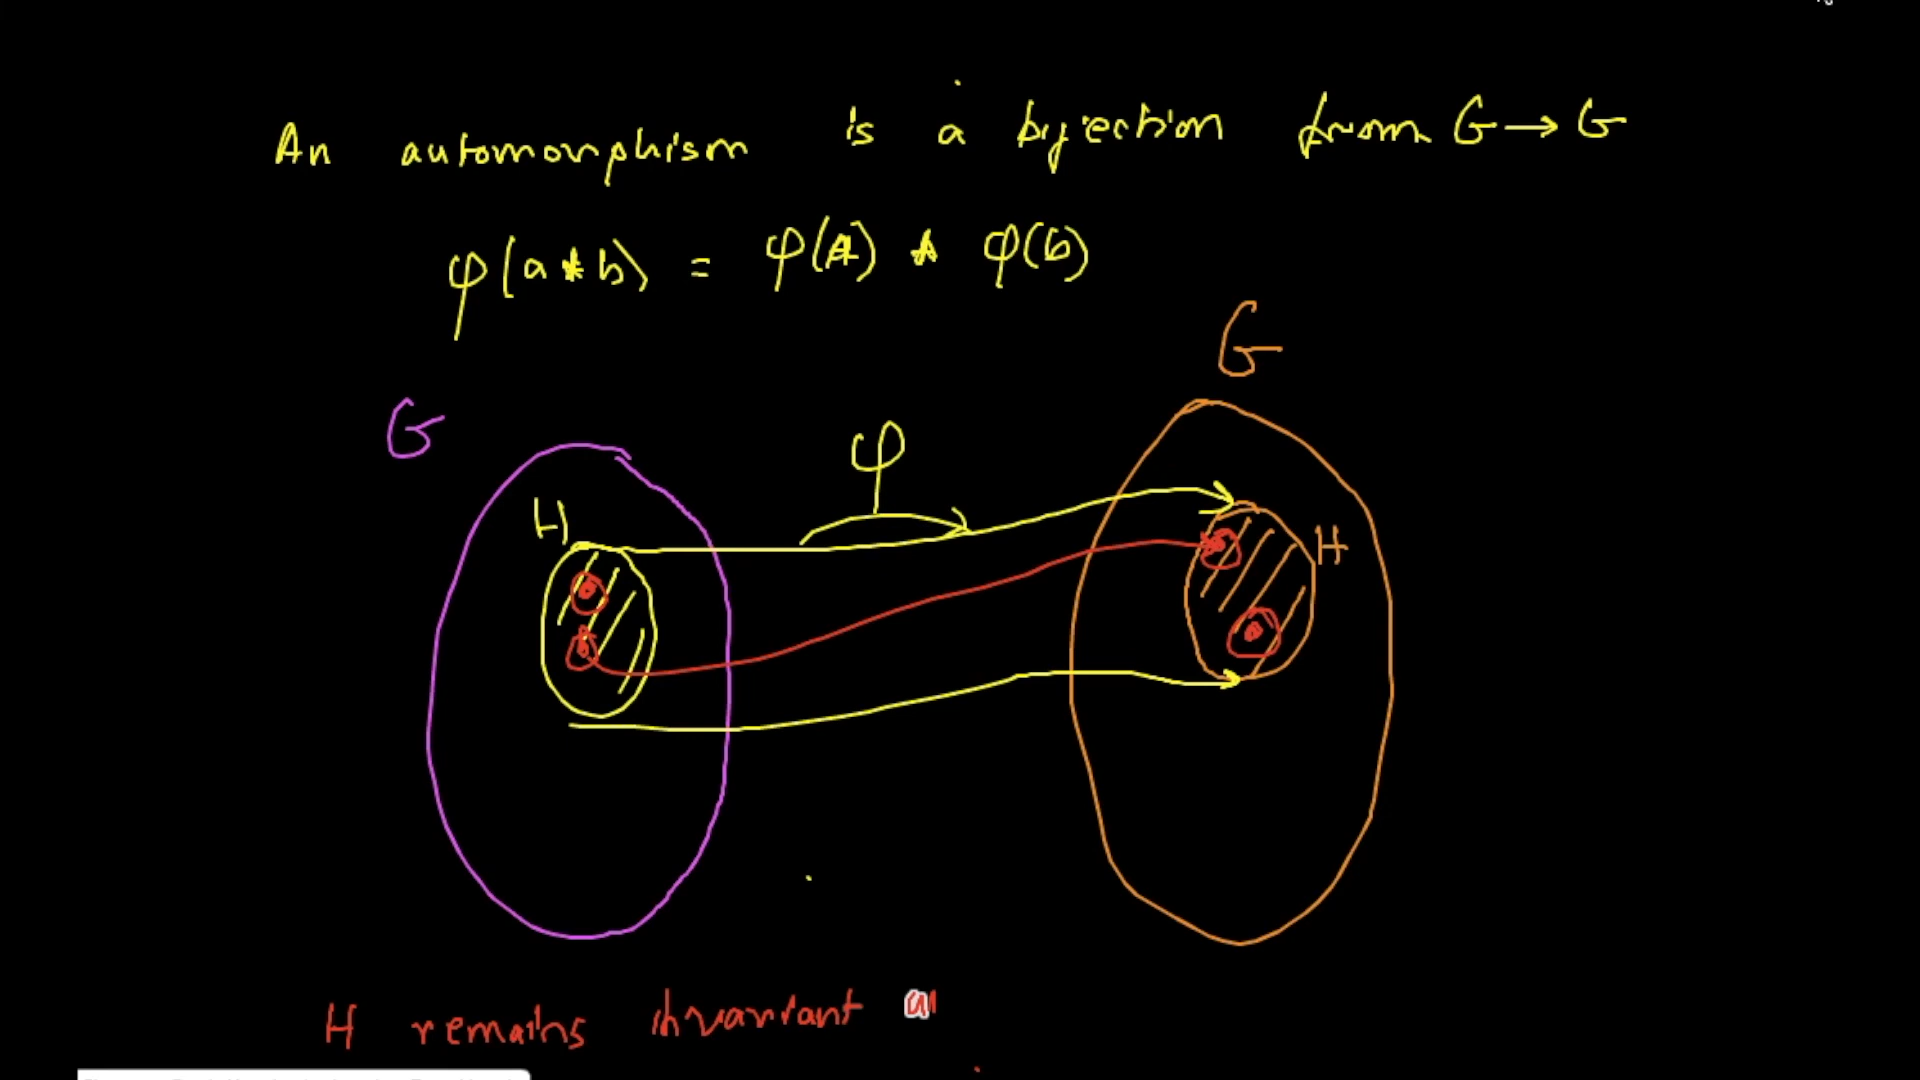 An automorphism is a bijection from G → G
φ(a * b) = φ(A) * φ(b)
G
G
φ
H
H
H remains invariant